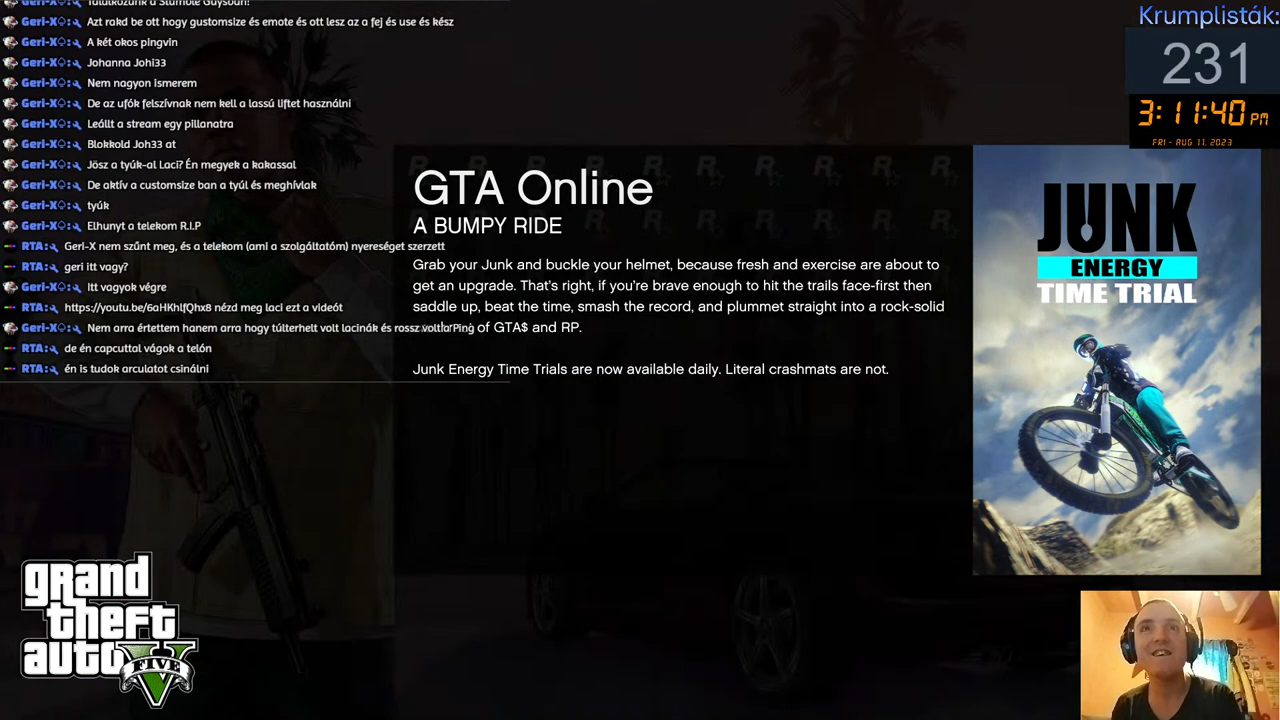 Találkozunk a Stumble Guysban!
Geri-X♤: Azt rakd be ott hogy gustomsize és emote és ott lesz az a fej és use és kész
Geri-X♤: A két okos pingvin
Geri-X♤: Johanna Johi33
Geri-X♤: Nem nagyon ismerem
Geri-X♤: De az ufók felszívnak nem kell a lassú liftet használni
Geri-X♤: Leállt a stream egy pillanatra
Geri-X♤: Blokkold Joh33 at
Geri-X♤: Jösz a tyúk-al Laci? Én megyek a kakassal
Geri-X♤: De aktív a customsize ban a tyúl és meghívlak
Geri-X♤: tyúk
Geri-X♤: Elhunyt a telekom R.I.P
RTA: Geri-X nem szűnt meg, és a telekom (ami a szolgáltatóm) nyereséget szerzett
RTA: geri itt vagy?
Geri-X♤: Itt vagyok végre
RTA: https://youtu.be/6aHKhlfQhx8 nézd meg laci ezt a videót
Geri-X♤: Nem arra értettem hanem arra hogy túlterhelt volt lacinák és rossz volt a Ping
RTA: de én capcuttal vágok a telón
RTA: én is tudok arculatot csinálni
GTA Online
A BUMPY RIDE
Grab your Junk and buckle your helmet, because fresh and exercise are about to
get an upgrade. That's right, if you're brave enough to hit the trails face-first then
saddle up, beat the time, smash the record, and plummet straight into a rock-solid
of GTA$ and RP.
Junk Energy Time Trials are now available daily. Literal crashmats are not.
Krumplisták:
231
3:11:40 PM
FRI - AUG 11, 2023
JUNK
ENERGY
TIME TRIAL
grand
theft
auto
FIVE
V